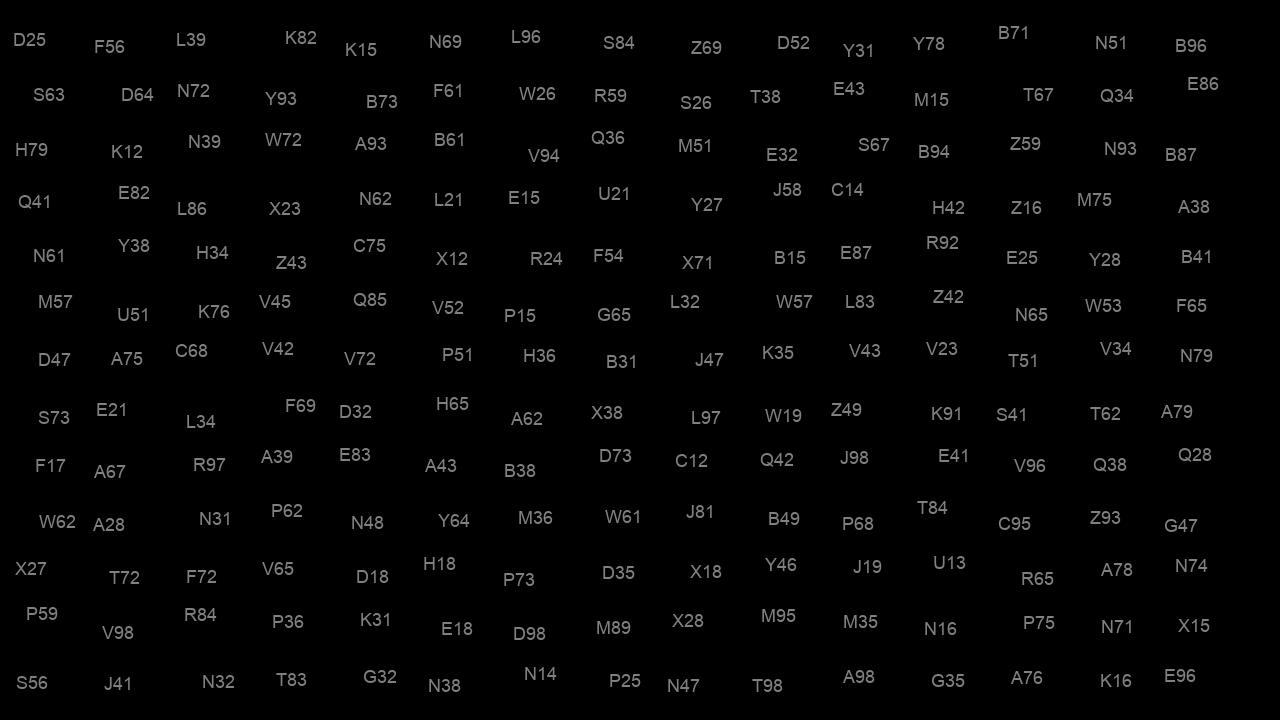 D25 F56 L39 K82 K15 N69 L96 S84 Z69 D52 Y31 Y78 B71 N51 B96
S63 D64 N72 Y93 B73 F61 W26 R59 S26 T38 E43 M15 T67 Q34 E86
H79 K12 N39 W72 A93 B61 V94 Q36 M51 E32 S67 B94 Z59 N93 B87
Q41 E82 L86 X23 N62 L21 E15 U21 Y27 J58 C14 H42 Z16 M75 A38
N61 Y38 H34 Z43 C75 X12 R24 F54 X71 B15 E87 R92 E25 Y28 B41
M57 U51 K76 V45 Q85 V52 P15 G65 L32 W57 L83 Z42 N65 W53 F65
D47 A75 C68 V42 V72 P51 H36 B31 J47 K35 V43 V23 T51 V34 N79
S73 E21 L34 F69 D32 H65 A62 X38 L97 W19 Z49 K91 S41 T62 A79
F17 A67 R97 A39 E83 A43 B38 D73 C12 Q42 J98 E41 V96 Q38 Q28
W62 A28 N31 P62 N48 Y64 M36 W61 J81 B49 P68 T84 C95 Z93 G47
X27 T72 F72 V65 D18 H18 P73 D35 X18 Y46 J19 U13 R65 A78 N74
P59 V98 R84 P36 K31 E18 D98 M89 X28 M95 M35 N16 P75 N71 X15
S56 J41 N32 T83 G32 N38 N14 P25 N47 T98 A98 G35 A76 K16 E96